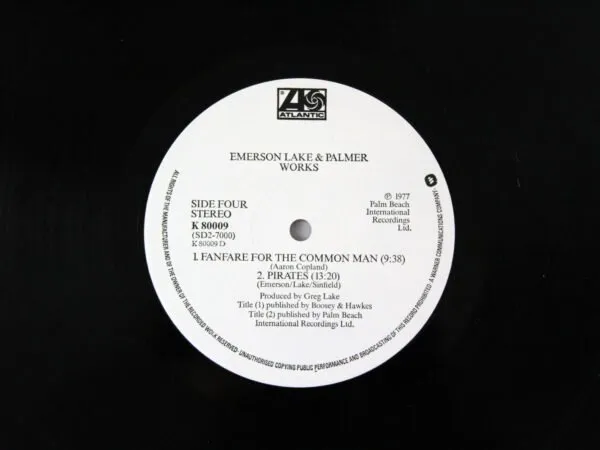 ATLANTIC
EMERSON LAKE & PALMER
WORKS
SIDE FOUR
STEREO
K 80009
(SD2-7000)
K 80009 D
℗ 1977
Palm Beach
International
Recordings
Ltd.
1. FANFARE FOR THE COMMON MAN (9:38)
(Aaron Copland)
2. PIRATES (13:20)
(Emerson/Lake/Sinfield)
Produced by Greg Lake
Title (1) published by Boosey & Hawkes
Title (2) published by Palm Beach
International Recordings Ltd.
ALL RIGHTS OF THE MANUFACTURER AND OF THE OWNER OF THE RECORDED WORK RESERVED· UNAUTHORISED COPYING PUBLIC PERFORMANCE AND BROADCASTING OF THIS RECORD PROHIBITED· A WARNER COMMUNICATIONS COMPANY·